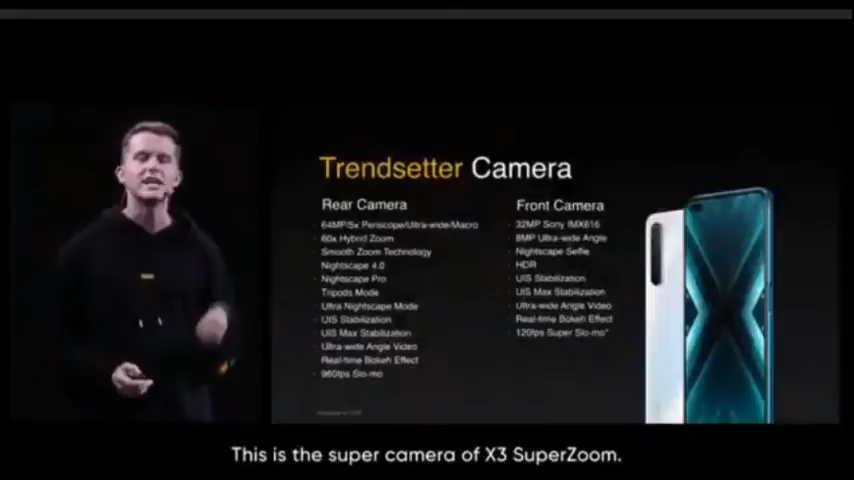 Trendsetter Camera
Rear Camera
64MP/5x Periscope/Ultra-wide/Macro
60x Hybrid Zoom
Smooth Zoom Technology
Nightscape 4.0
Nightscape Pro
Tripods Mode
Ultra Nightscape Mode
UIS Stabilization
UIS Max Stabilization
Ultra-wide Angle Video
Real-time Bokeh Effect
960fps Slo-mo
Front Camera
32MP Sony IMX616
8MP Ultra-wide Angle
Nightscape Selfie
HDR
UIS Stabilization
UIS Max Stabilization
Ultra-wide Angle Video
Real-time Bokeh Effect
120fps Super Slo-mo*
This is the super camera of X3 SuperZoom.